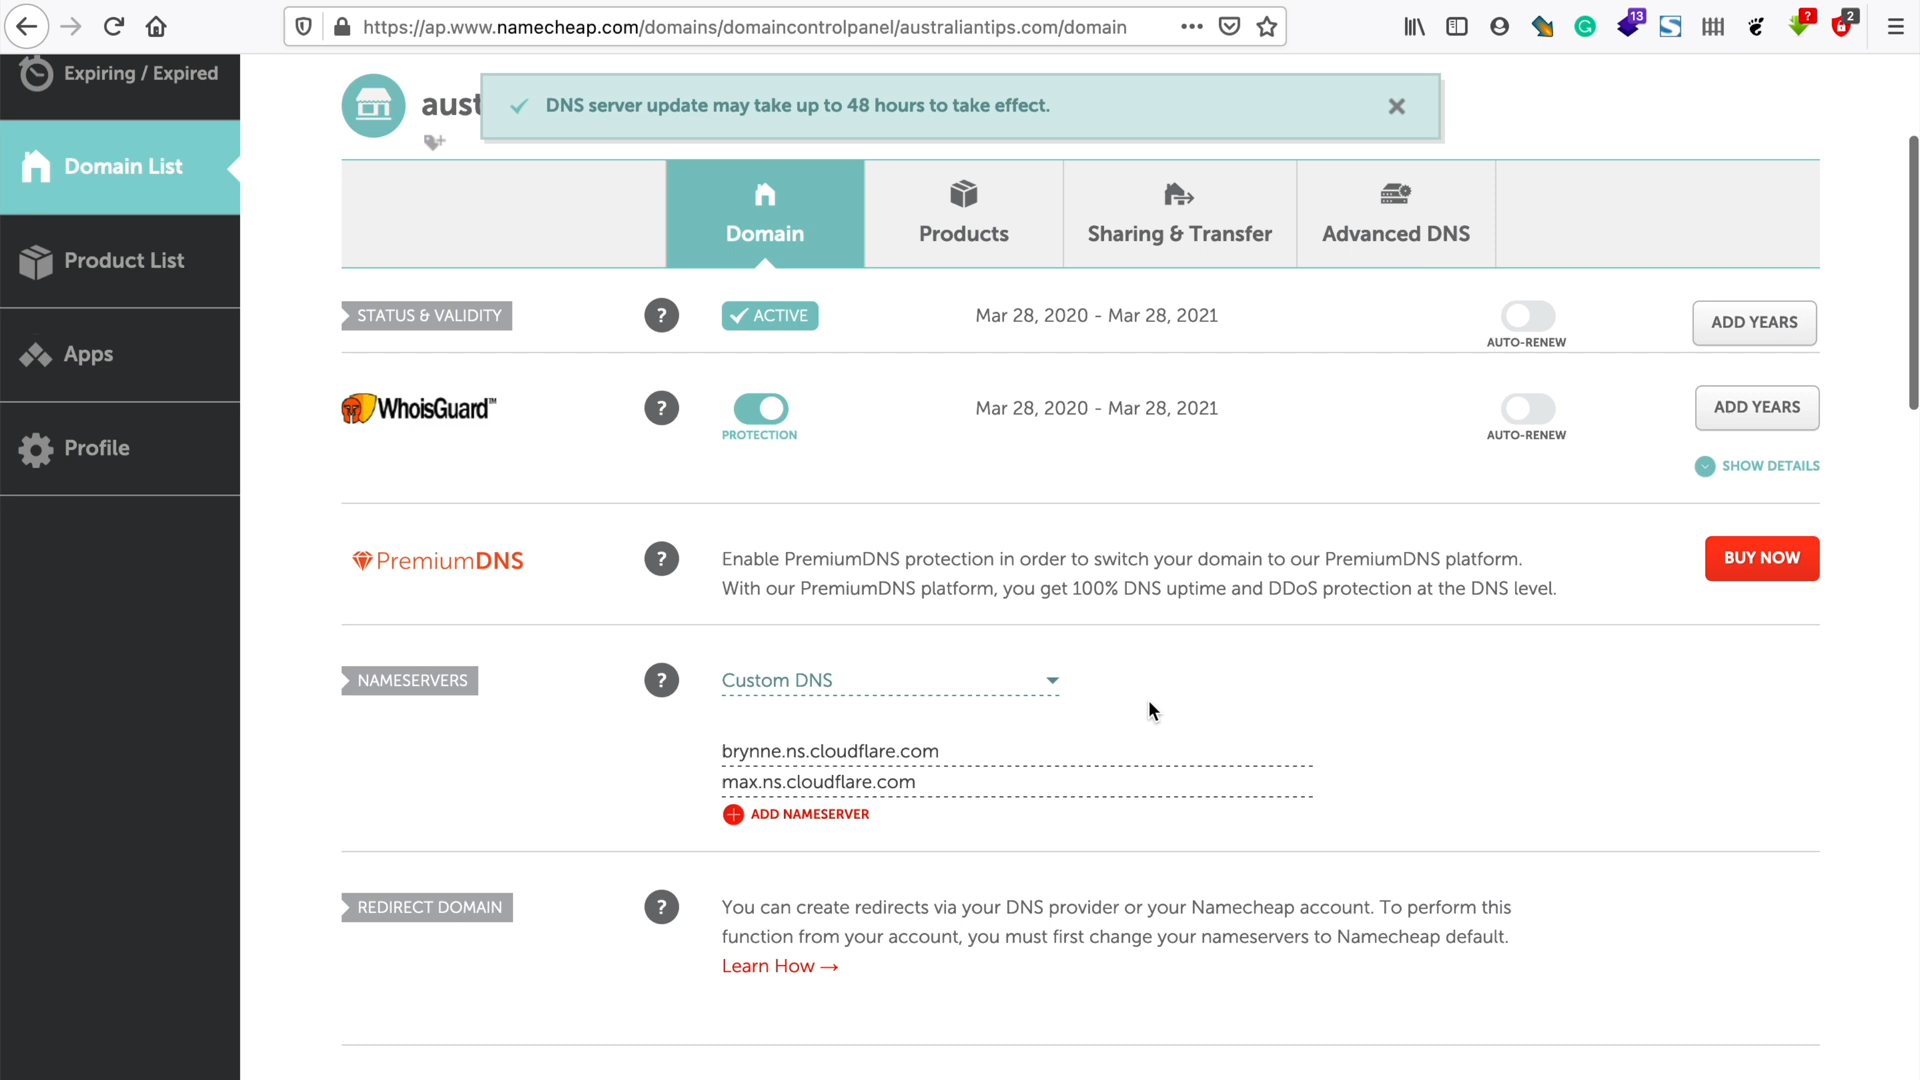 https://ap.www.namecheap.com/domains/domaincontrolpanel/australiantips.com/domain
13
?
2
Expiring / Expired
Domain List
Product List
Apps
Profile
aust
DNS server update may take up to 48 hours to take effect.
Domain
Products
Sharing & Transfer
Advanced DNS
STATUS & VALIDITY
?
ACTIVE
Mar 28, 2020 - Mar 28, 2021
AUTO-RENEW
ADD YEARS
WhoisGuard™
?
PROTECTION
Mar 28, 2020 - Mar 28, 2021
AUTO-RENEW
ADD YEARS
SHOW DETAILS
PremiumDNS
?
Enable PremiumDNS protection in order to switch your domain to our PremiumDNS platform.
With our PremiumDNS platform, you get 100% DNS uptime and DDoS protection at the DNS level.
BUY NOW
NAMESERVERS
?
Custom DNS
brynne.ns.cloudflare.com
max.ns.cloudflare.com
ADD NAMESERVER
REDIRECT DOMAIN
?
You can create redirects via your DNS provider or your Namecheap account. To perform this
function from your account, you must first change your nameservers to Namecheap default.
Learn How →